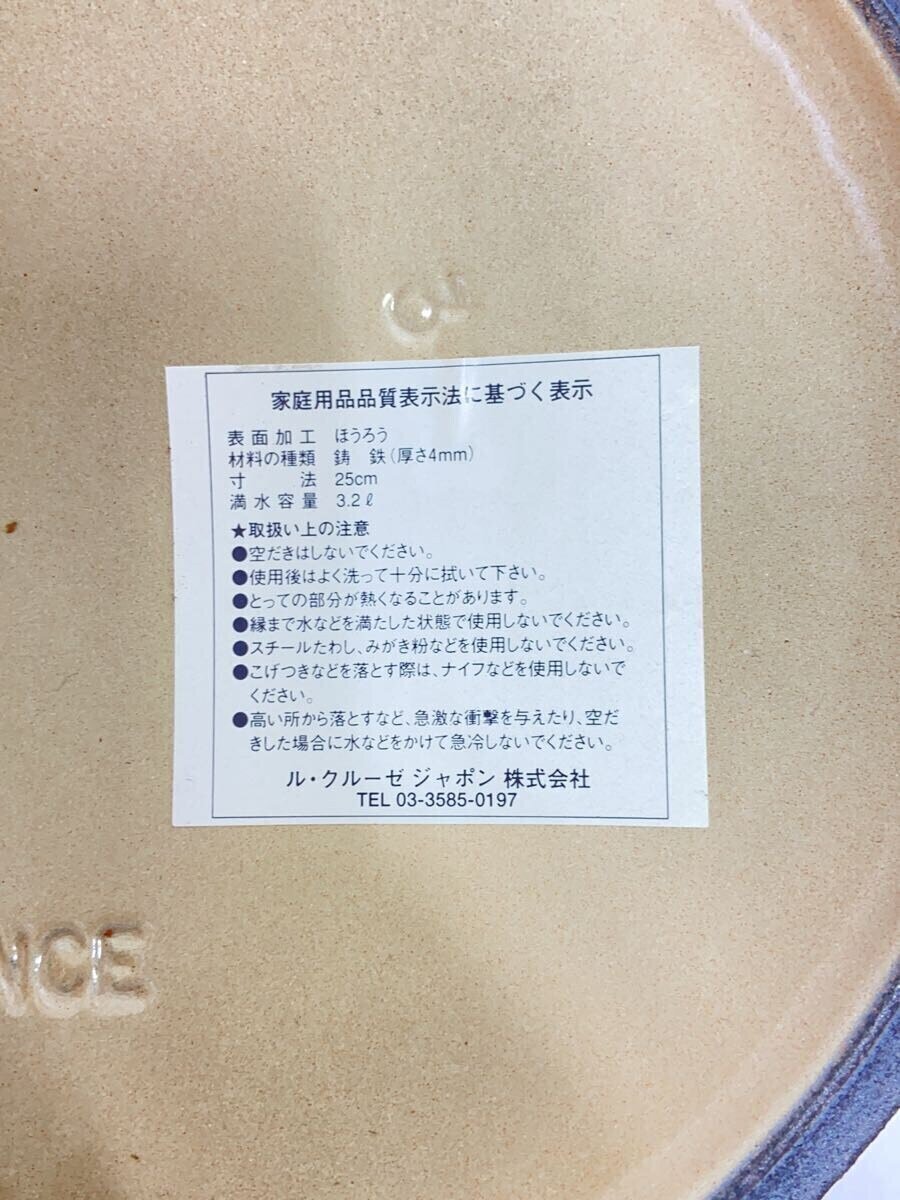 家庭用品品質表示法に基づく表示
表面加工 ほうろう
材料の種類 鋳 鉄(厚さ4mm)
寸 法 25cm
満水容量 3.2ℓ
★取扱い上の注意
●空だきはしないでください。
●使用後はよく洗って十分に拭いて下さい。
●とっての部分が熱くなることがあります。
●縁まで水などを満たした状態で使用しないでください。
●スチールたわし、みがき粉などを使用しないでください。
●こげつきなどを落とす際は、ナイフなどを使用しないで
ください。
●高い所から落とすなど、急激な衝撃を与えたり、空だ
きした場合に水などをかけて急冷しないでください。
ル・クルーゼ ジャポン 株式会社
TEL 03-3585-0197
NCE